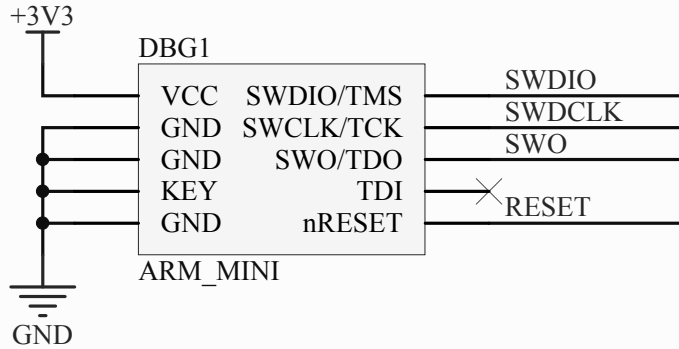 +3V3
DBG1
VCC SWDIO/TMS SWDIO
GND SWCLK/TCK SWDCLK
GND SWO/TDO SWO
KEY TDI
GND nRESET RESET
ARM_MINI
GND